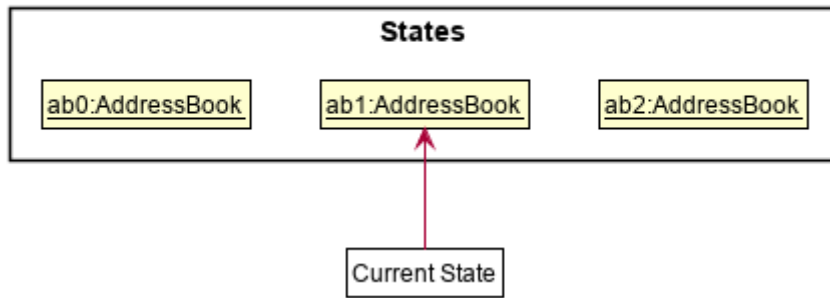 States
ab0:AddressBook
ab1:AddressBook
ab2:AddressBook
Current State